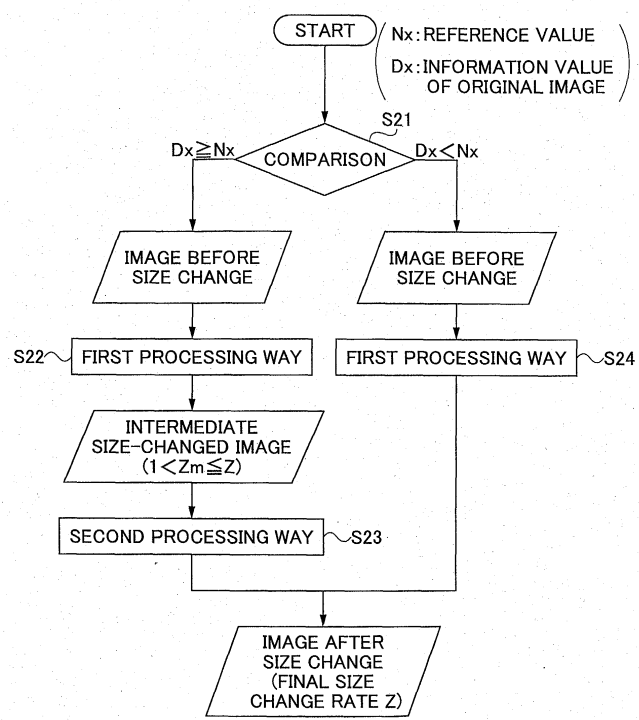 START
Nx:REFERENCE VALUE
Dx:INFORMATION VALUE
OF ORIGINAL IMAGE
S21
Dx≧Nx
COMPARISON
Dx<Nx
IMAGE BEFORE
SIZE CHANGE
IMAGE BEFORE
SIZE CHANGE
S22
FIRST PROCESSING WAY
FIRST PROCESSING WAY
S24
INTERMEDIATE
SIZE-CHANGED IMAGE
(1<Zm≦Z)
SECOND PROCESSING WAY
S23
IMAGE AFTER
SIZE CHANGE
(FINAL SIZE
CHANGE RATE Z)